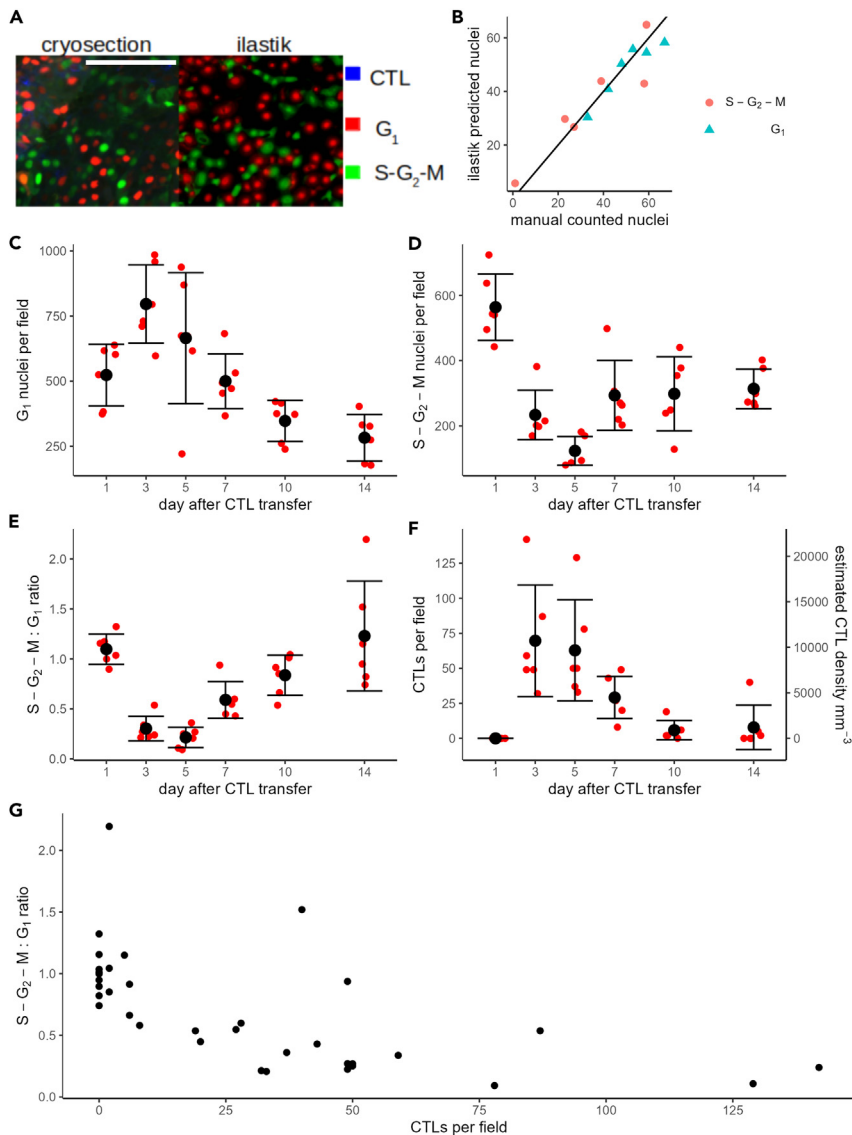 A
cryosection ilastik
CTL
G1
S-G2-M
B
60
40
20
0 20 40 60
ilastik predicted nuclei
manual counted nuclei
S – G2 – M
G1
C
1000
750
500
250
1 3 5 7 10 14
G1 nuclei per field
day after CTL transfer
D
600
400
200
1 3 5 7 10 14
S – G2 – M nuclei per field
day after CTL transfer
E
2.0
1.5
1.0
0.5
0.0
1 3 5 7 10 14
S – G2 – M : G1 ratio
day after CTL transfer
F
125
100
75
50
25
0
20000
15000
10000
5000
0
1 3 5 7 10 14
CTLs per field
estimated CTL
density mm−3
day after CTL transfer
G
2.0
1.5
1.0
0.5
0.0
0 25 50 75 100 125
S – G2 – M : G1 ratio
CTLs per field